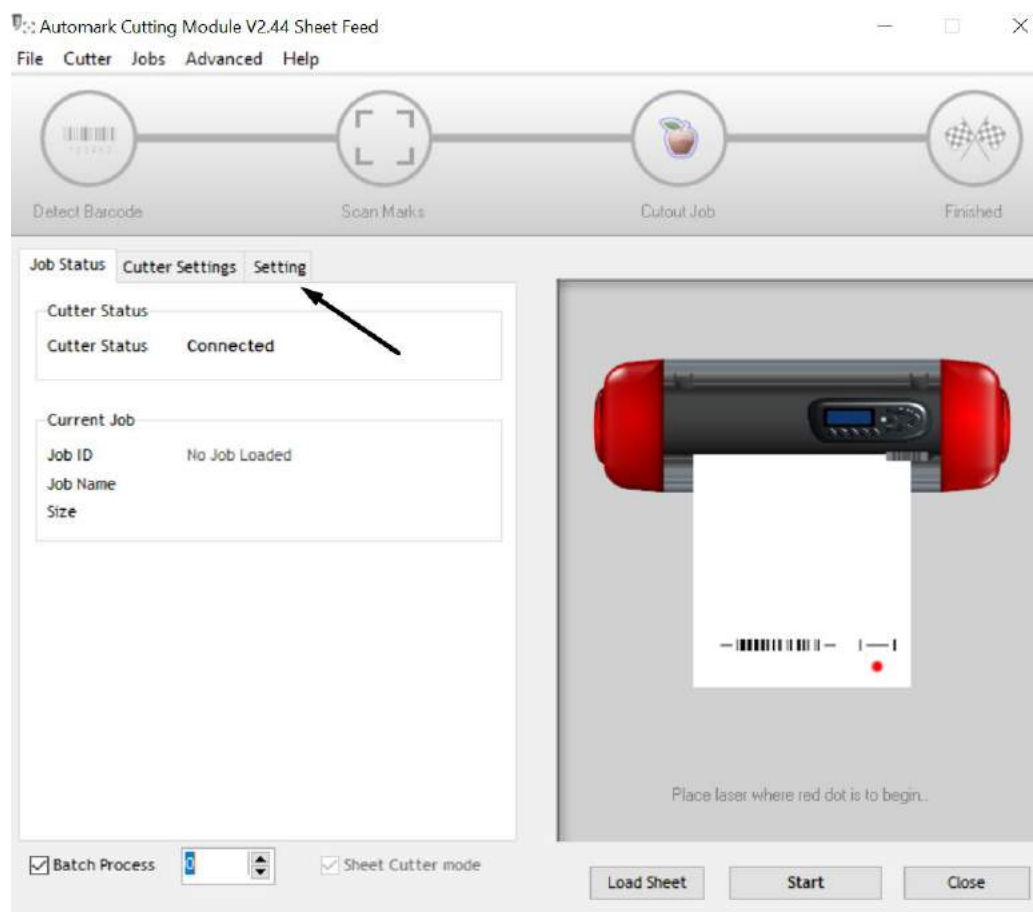 Automark Cutting Module V2.44 Sheet Feed
File Cutter Jobs Advanced Help
Detect Barcode Scan Marks Cutout Job Finished
Job Status Cutter Settings Setting
Cutter Status
Cutter Status Connected
Current Job
Job ID No Job Loaded
Job Name
Size
Place laser where red dot is to begin..
Batch Process 0 Sheet Cutter mode
Load Sheet Start Close